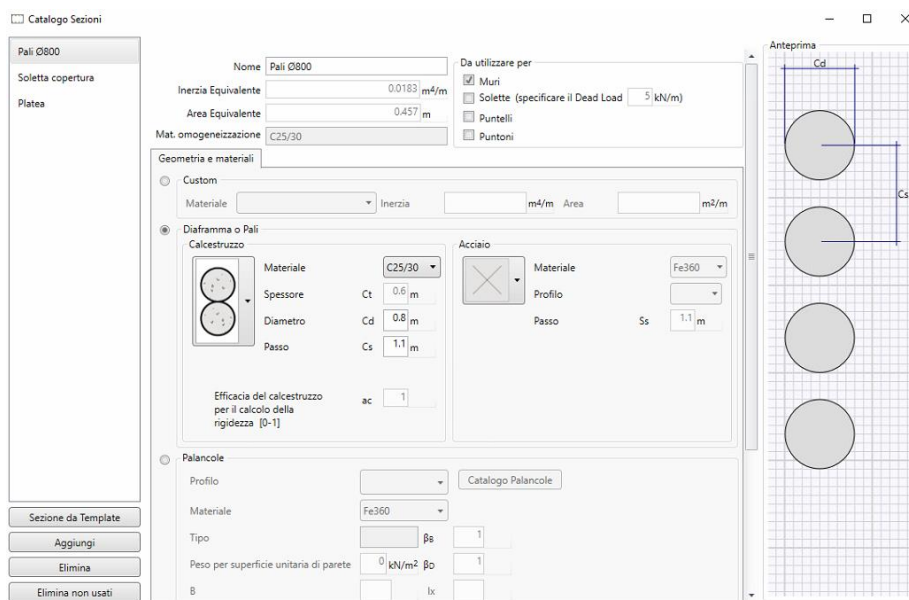 Catalogo Sezioni
Pali Ø800
Soletta copertura
Platea
Sezione da Template
Aggiungi
Elimina
Elimina non usati
Nome Pali Ø800
Inerzia Equivalente 0.0183 m4/m
Area Equivalente 0.457 m
Mat. omogeneizzazione C25/30
Da utilizzare per
Muri
Solette (specificare il Dead Load 5 kN/m)
Puntelli
Puntoni
Geometria e materiali
Custom
Materiale Inerzia m4/m Area m2/m
Diaframma o Pali
Calcestruzzo
Materiale C25/30
Spessore Ct 0.6 m
Diametro Cd 0.8 m
Passo Cs 1.1 m
Efficacia del calcestruzzo
per il calcolo della
rigidezza [0-1]
ac 1
Acciaio
Materiale Fe360
Profilo
Passo Ss 1.1 m
Palancole
Profilo Catalogo Palancole
Materiale Fe360
Tipo βB 1
Peso per superficie unitaria di parete 0 kN/m2 βD 1
B Ix
Anteprima
Cd
Cs